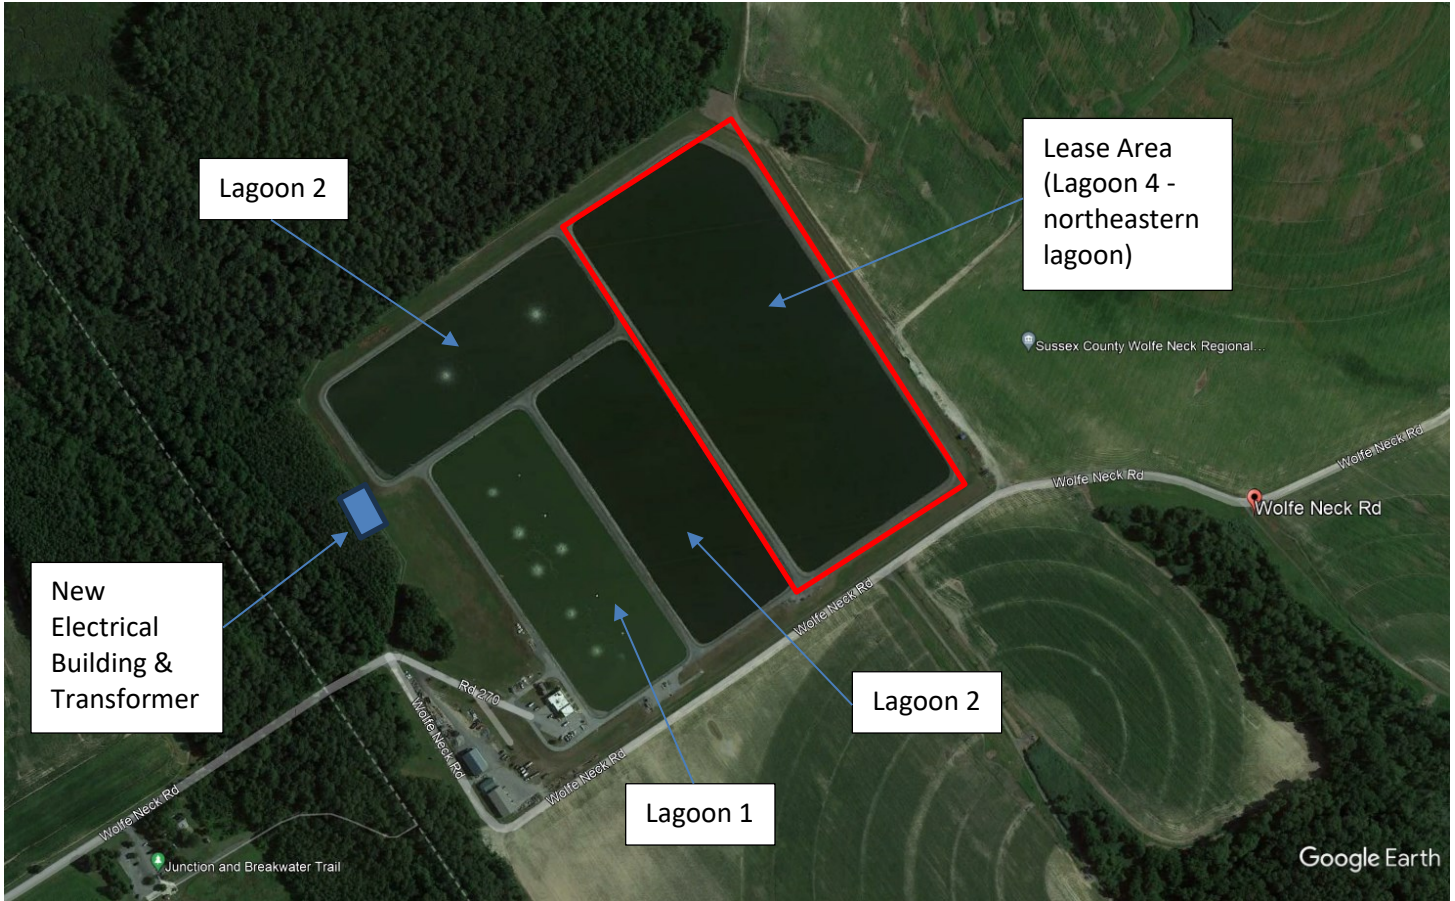 Lease Area
(Lagoon 4 -
northeastern
lagoon)
Lagoon 2
Sussex County Wolfe Neck Regional...
Wolfe Neck Rd
Wolfe Neck Rd
Wolfe Neck Rd
New
Electrical
Building &
Transformer
Wolfe Neck Rd
Rd 270
Lagoon 2
Wolfe Neck Rd
Wolfe Neck Rd
Wolfe Neck Rd
Lagoon 1
Junction and Breakwater Trail
Google Earth